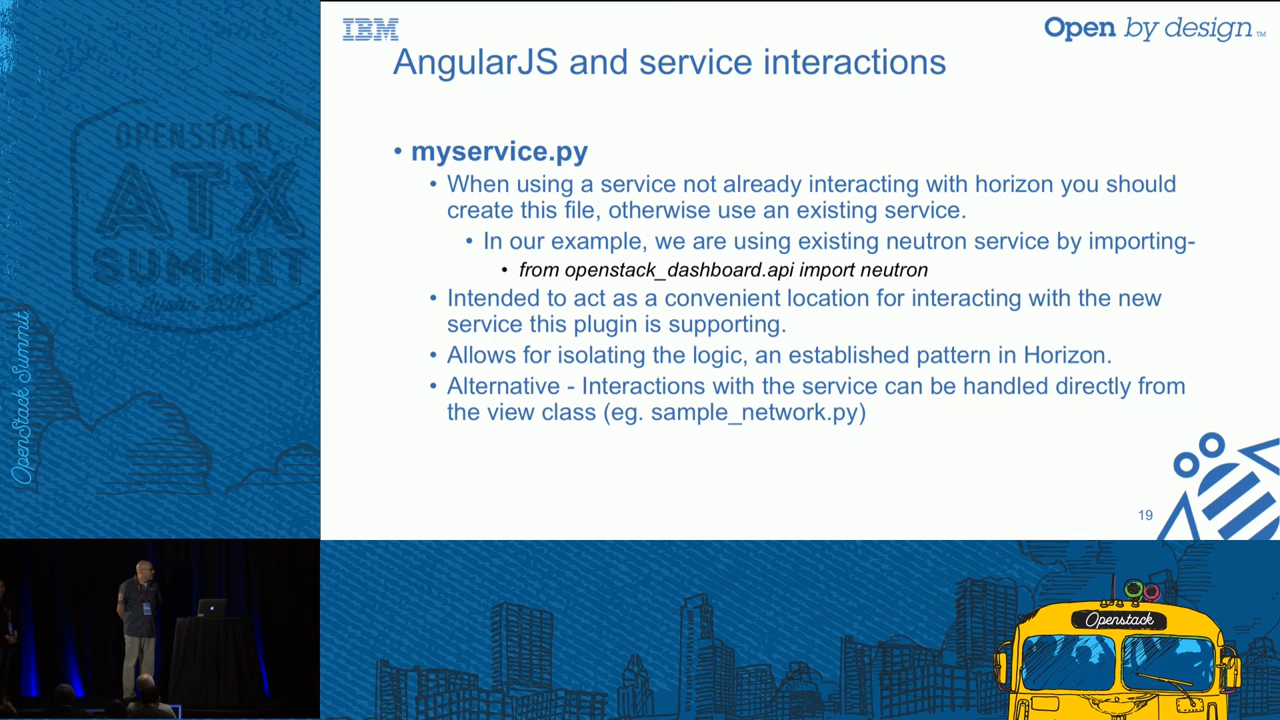 IBM
Open by design™
AngularJS and service interactions
• myservice.py
• When using a service not already interacting with horizon you should
create this file, otherwise use an existing service.
• In our example, we are using existing neutron service by importing-
• from openstack_dashboard.api import neutron
• Intended to act as a convenient location for interacting with the new
service this plugin is supporting.
• Allows for isolating the logic, an established pattern in Horizon.
• Alternative - Interactions with the service can be handled directly from
the view class (eg. sample_network.py)
19
OPENSTACK
ATX
SUMMIT
Austin 2016
OpenStack Summit
Openstack